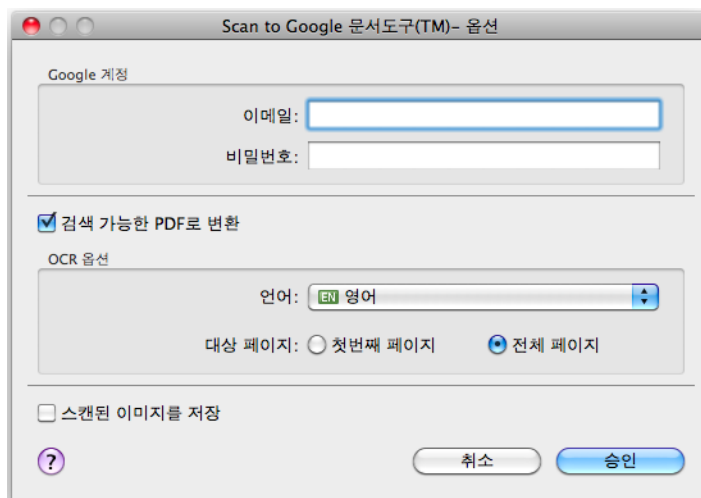 Scan to Google 문서도구(TM)- 옵션
Google 계정
이메일:
비밀번호:
검색 가능한 PDF로 변환
OCR 옵션
언어: EN 영어
대상 페이지: 첫번째 페이지 전체 페이지
스캔된 이미지를 저장
? 취소 승인